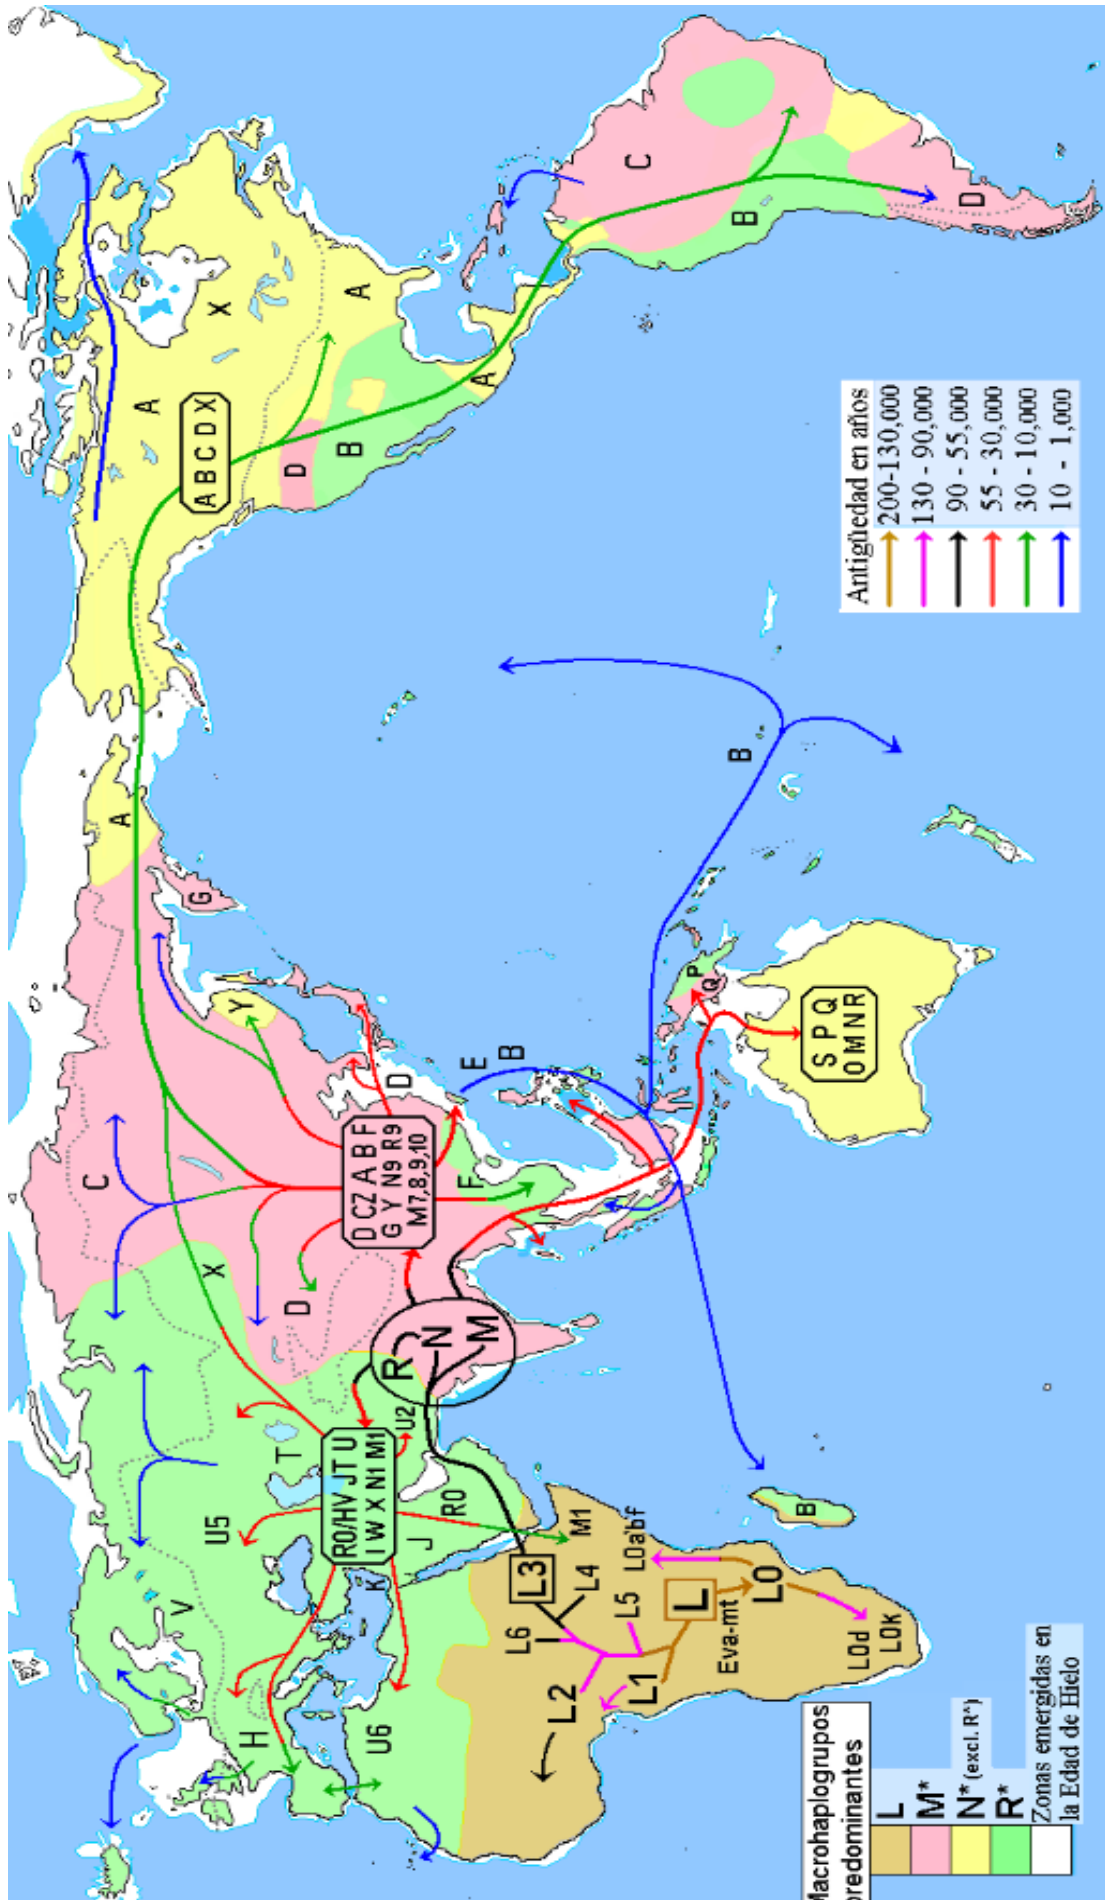 A
X
A
A
A B C D X
A
D
B
C
B
D
A
G
Y
C
X
D
D CZ A B F
G Y N9 R9
M7,8,9,10
D
F
E
B
B
R
N
M
P
Q
S P Q
O M N R
V
U5
T
H
U6
K
J
R0
U2
R0/HV JT U
I W X N1 M1
M1
L3
L4
L6
L5
L2
L1
L
Eva-mt
L0
L0a'bf
L0d
L0k
B
Antigüedad en años
200-130,000
130 - 90,000
90 - 55,000
55 - 30,000
30 - 10,000
10 - 1,000
Macrohaplogrupos
predominantes
L
M*
N* (excl. R*)
R*
Zonas emergidas en
la Edad de Hielo